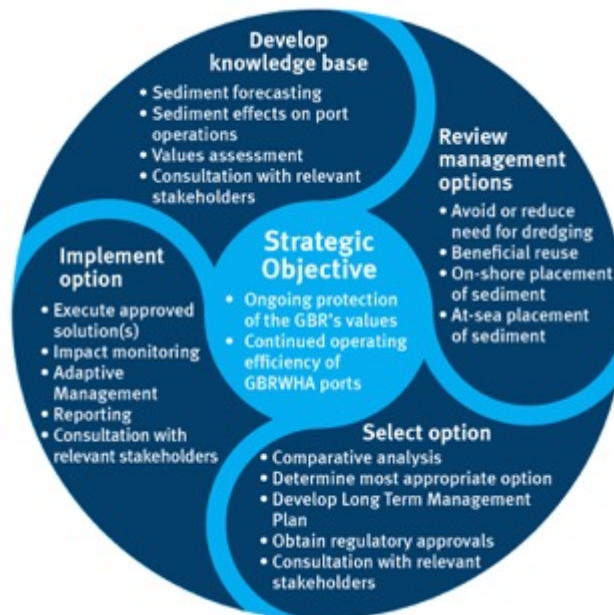 Develop
knowledge base
• Sediment forecasting
• Sediment effects on port
operations
• Values assessment
• Consultation with relevant
stakeholders
Review
management
options
• Avoid or reduce
need for dredging
• Beneficial reuse
• On-shore placement
of sediment
• At-sea placement
of sediment
Strategic
Objective
• Ongoing protection
of the GBR's values
• Continued operating
efficiency of
GBRWHA ports
Select option
• Comparative analysis
• Determine most appropriate option
• Develop Long Term Management
Plan
• Obtain regulatory approvals
• Consultation with relevant
stakeholders
Implement
option
• Execute approved
solution(s)
• Impact monitoring
• Adaptive
Management
• Reporting
• Consultation with
relevant stakeholders